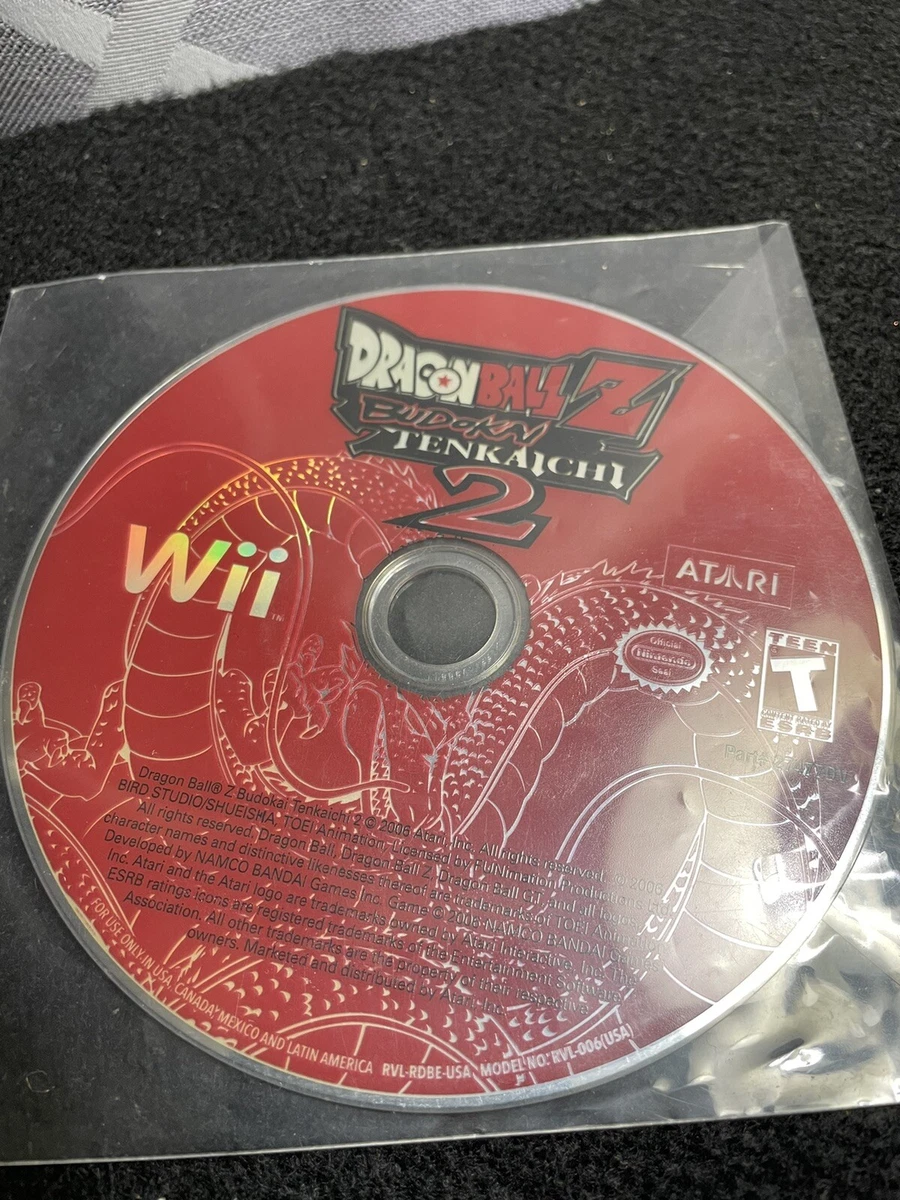 DRAGON BALL Z
BUDOKAI
TENKAICHI
2
Wii
TM
ATARI
Official
Nintendo
Seal
TEEN
T
CONTENT RATED BY
ESRB
Part#
Dragon Ball® Z Budokai Tenkaichi 2 © 2006 Atari, Inc. All rights reserved. © 2006
BIRD STUDIO/SHUEISHA, TOEI Animation. Licensed by FUNimation Productions, Ltd.
All rights reserved. Dragon Ball, Dragon Ball Z, Dragon Ball GT and all logos,
character names and distinctive likenesses thereof are trademarks of TOEI Animation.
Developed by NAMCO BANDAI Games Inc. Game © 2006 NAMCO BANDAI Games
Inc. Atari and the Atari logo are trademarks owned by Atari Interactive, Inc. The
ESRB ratings icons are registered trademarks of the Entertainment Software
Association. All other trademarks are the property of their respective
owners. Marketed and distributed by Atari, Inc.
FOR USE ONLY IN USA, CANADA, MEXICO AND LATIN AMERICA RVL-RDBE-USA MODEL NO: RVL-006(USA)